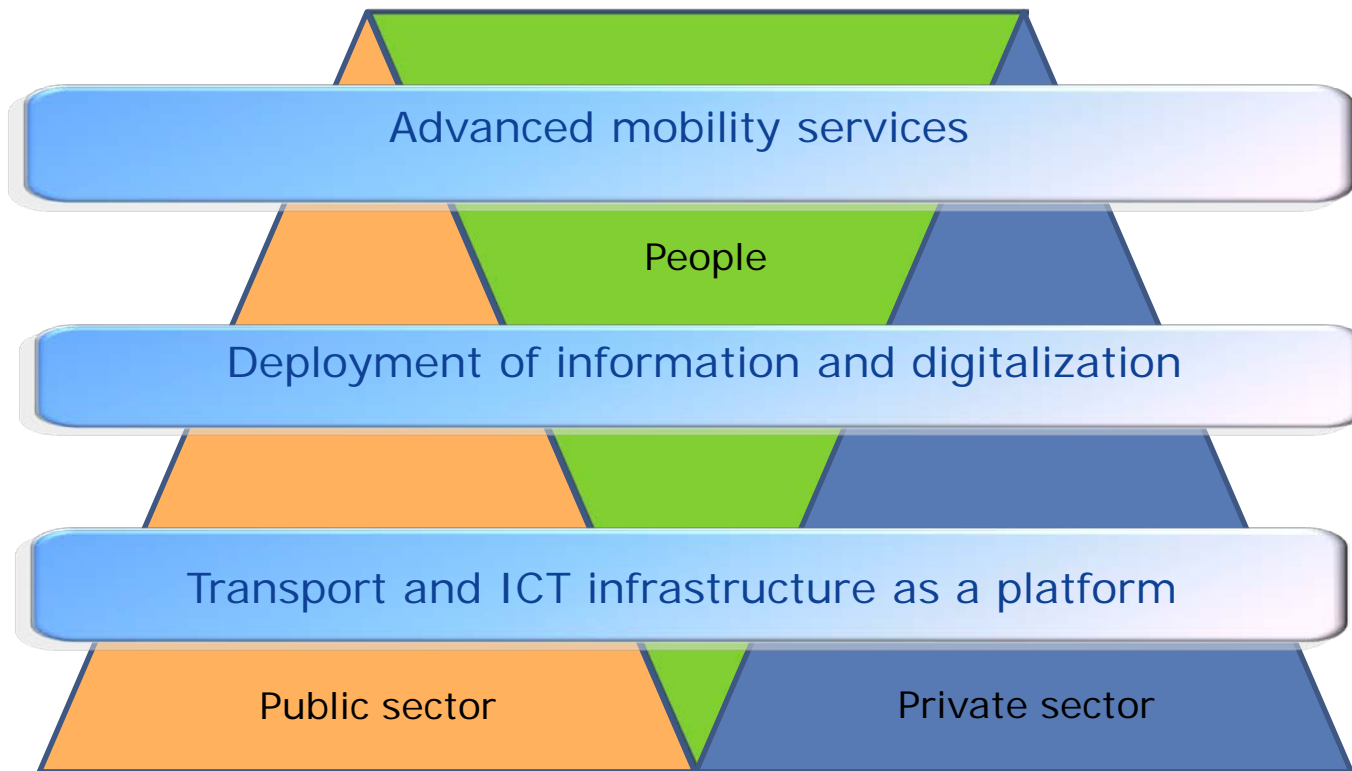 Advanced mobility services
People
Deployment of information and digitalization
Transport and ICT infrastructure as a platform
Public sector
Private sector